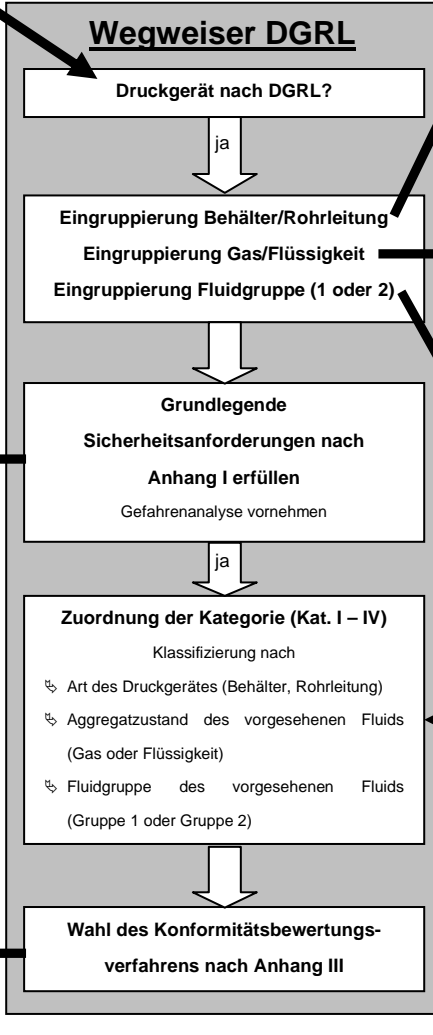 Wegweiser DGRL
Druckgerät nach DGRL?
ja
Eingruppierung Behälter/Rohrleitung
Eingruppierung Gas/Flüssigkeit
Eingruppierung Fluidgruppe (1 oder 2)
Grundlegende
Sicherheitsanforderungen nach
Anhang I erfüllen
Gefahrenanalyse vornehmen
ja
Zuordnung der Kategorie (Kat. I – IV)
Klassifizierung nach
Art des Druckgerätes (Behälter, Rohrleitung)
Aggregatzustand des vorgesehenen Fluids
(Gas oder Flüssigkeit)
Fluidgruppe des vorgesehenen Fluids
(Gruppe 1 oder Gruppe 2)
Wahl des Konformitätsbewertungs-
verfahrens nach Anhang III